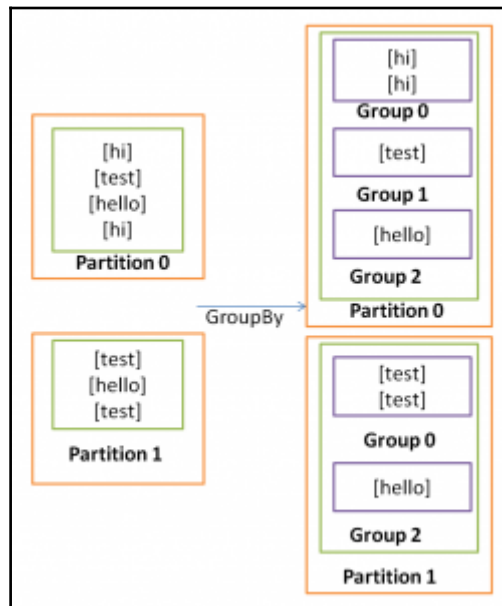 [hi]
[test]
[hello]
[hi]
Partition 0
[test]
[hello]
[test]
Partition 1
GroupBy
[hi]
[hi]
Group 0
[test]
Group 1
[hello]
Group 2
Partition 0
[test]
[test]
Group 0
[hello]
Group 2
Partition 1